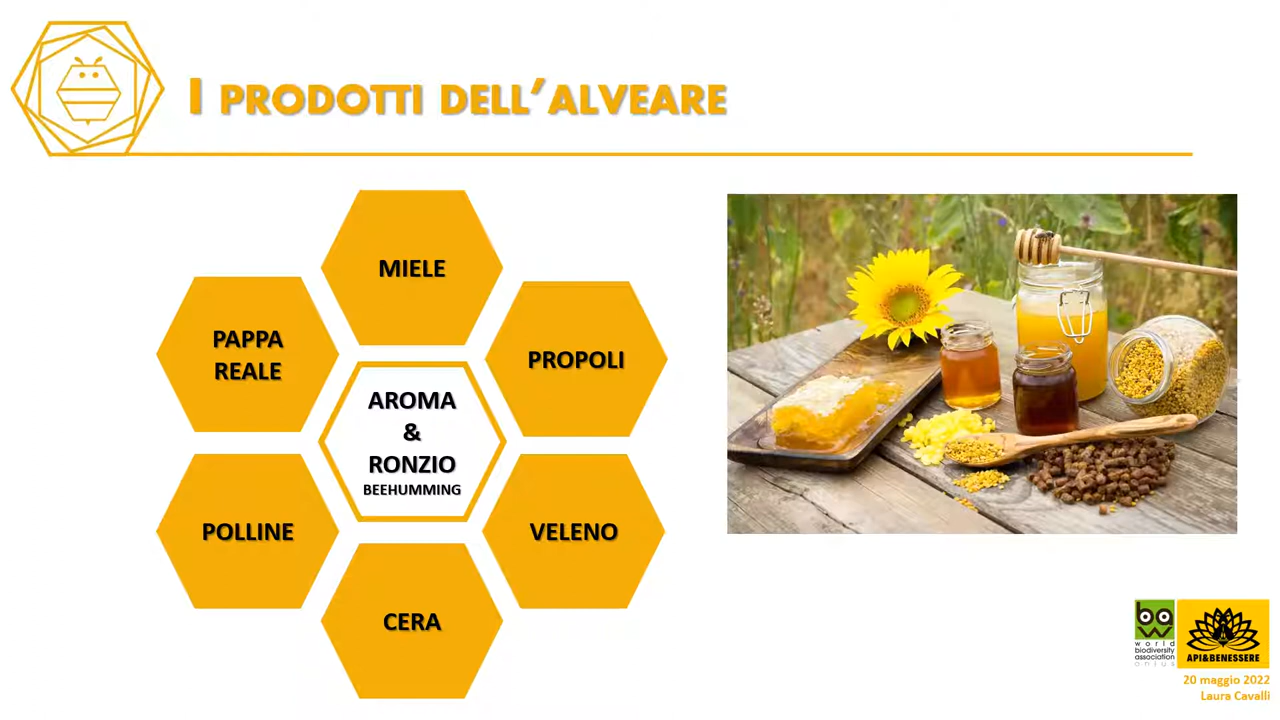 I PRODOTTI DELL'ALVEARE
MIELE
PAPPA
REALE
PROPOLI
AROMA
&
RONZIO
BEEHUMMING
POLLINE
VELENO
CERA
baw
world
biodiversity
association
onlus
API&BENESSERE
20 maggio 2022
Laura Cavalli